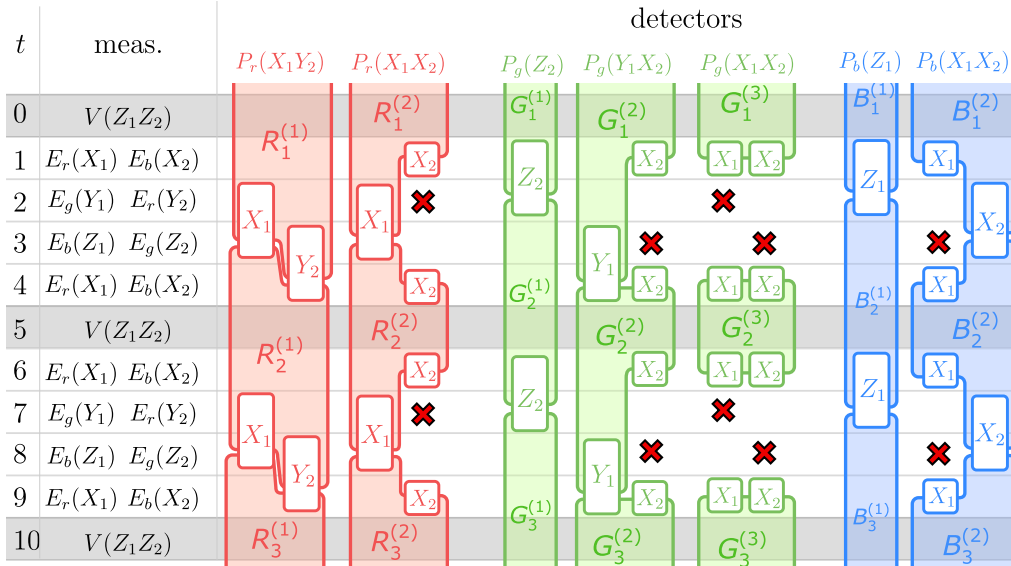 detectors
t meas. P_r(X_1Y_2) P_r(X_1X_2) P_g(Z_2) P_g(Y_1X_2) P_g(X_1X_2) P_b(Z_1) P_b(X_1X_2)
0 V(Z_1Z_2) R_1^{(1)} R_1^{(2)} G_1^{(1)} G_1^{(2)} G_1^{(3)} B_1^{(1)} B_1^{(2)}
1 E_r(X_1) E_b(X_2) X_2 Z_2 X_2 X_1 X_2 Z_1 X_1
2 E_g(Y_1) E_r(Y_2) X_1 X_1 X_2
3 E_b(Z_1) E_g(Z_2) Y_2 Y_1
4 E_r(X_1) E_b(X_2) X_2 G_2^{(1)} X_2 X_1 X_2 B_2^{(1)} X_1
5 V(Z_1Z_2) R_2^{(1)} R_2^{(2)} G_2^{(2)} G_2^{(3)} B_2^{(2)}
6 E_r(X_1) E_b(X_2) X_2 Z_2 X_2 X_1 X_2 Z_1 X_1
7 E_g(Y_1) E_r(Y_2) X_1 X_1 X_2
8 E_b(Z_1) E_g(Z_2) Y_2 Y_1
9 E_r(X_1) E_b(X_2) X_2 G_3^{(1)} X_2 X_1 X_2 B_3^{(1)} X_1
10 V(Z_1Z_2) R_3^{(1)} R_3^{(2)} G_3^{(2)} G_3^{(3)} B_3^{(2)}